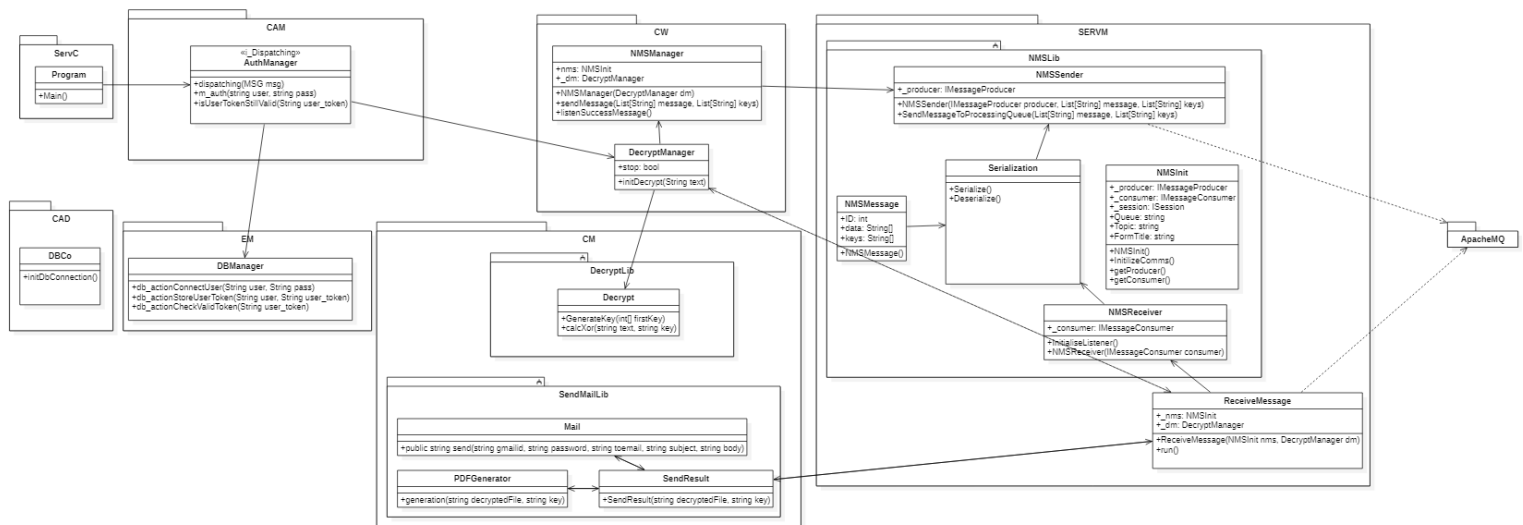 ServC
Program
+Main()
CAM
«i_Dispatching»
AuthManager
+dispatching(MSG msg)
+m_auth(string user, string pass)
+isUserTokenStillValid(String user_token)
CAD
DBCo
+initDbConnection()
EM
DBManager
+db_actionConnectUser(String user, String pass)
+db_actionStoreUserToken(String user, String user_token)
+db_actionCheckValidToken(String user_token)
CW
NMSManager
+nms: NMSInit
+_dm: DecryptManager
+NMSManager(DecryptManager dm)
+sendMessage(List[String] message, List[String] keys)
+listenSuccessMessage()
DecryptManager
+stop: bool
+initDecrypt(String text)
CM
DecryptLib
Decrypt
+GenerateKey(int[] firstKey)
+calcXor(string text, string key)
SendMailLib
Mail
+public string send(string gmailid, string password, string toemail, string subject, string body)
PDFGenerator
+generation(string decryptedFile, string key)
SendResult
+SendResult(string decryptedFile, string key)
SERVM
NMSLib
NMSSender
+_producer: IMessageProducer
+NMSSender(IMessageProducer producer, List[String] message, List[String] keys)
+SendMessageToProcessingQueue(List[String] message, List[String] keys)
Serialization
+Serialize()
+Deserialize()
NMSMessage
+ID: int
+data: String[]
+keys: String[]
+NMSMessage()
NMSInit
+_producer: IMessageProducer
+_consumer: IMessageConsumer
+_session: ISession
+Queue: string
+Topic: string
+FormTitle: string
+NMSInit()
+InitilizeComms()
+getProducer()
+getConsumer()
NMSReceiver
+_consumer: IMessageConsumer
+InitialiseListener()
+NMSReceiver(IMessageConsumer consumer)
ReceiveMessage
+_nms: NMSInit
+_dm: DecryptManager
+ReceiveMessage(NMSInit nms, DecryptManager dm)
+run()
ApacheMQ